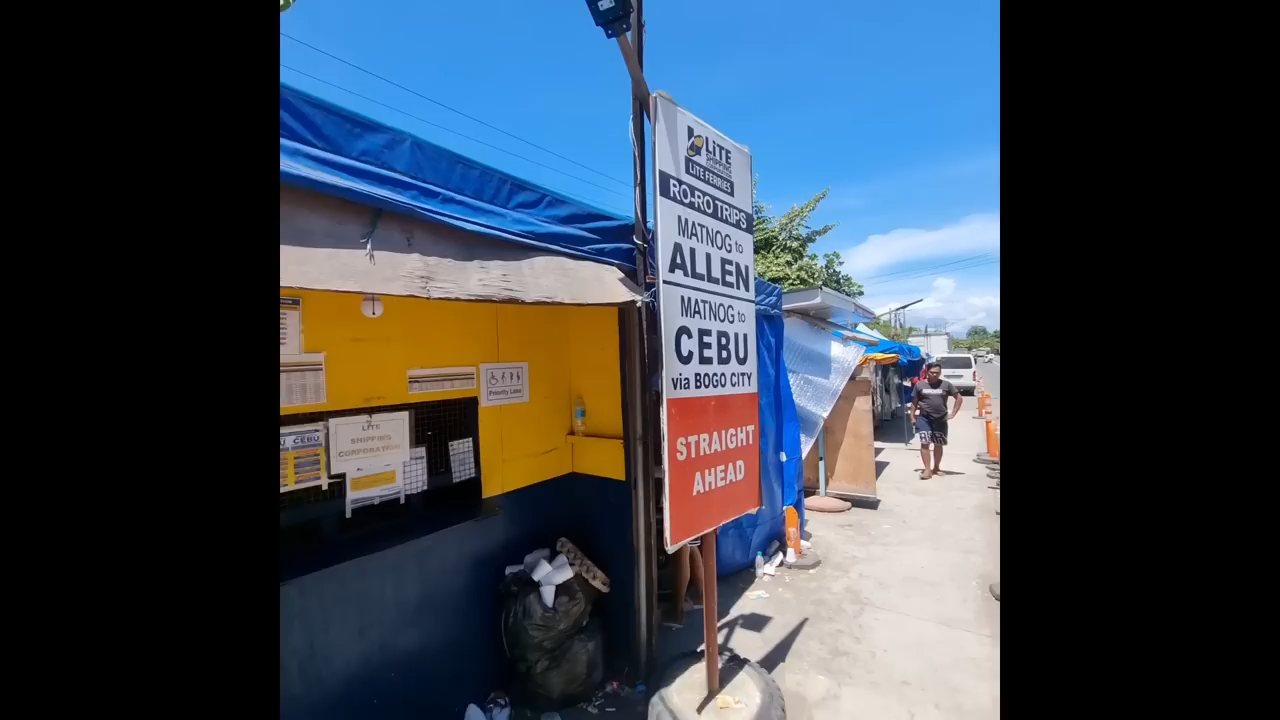 LiTE
SHIPPING
CORPORATION
LITE FERRIES
RO-RO TRIPS
MATNOG to
ALLEN
MATNOG to
CEBU
via BOGO CITY
STRAIGHT
AHEAD
Priority Lane
LITE
SHIPPING
CORPORATION
CEBU